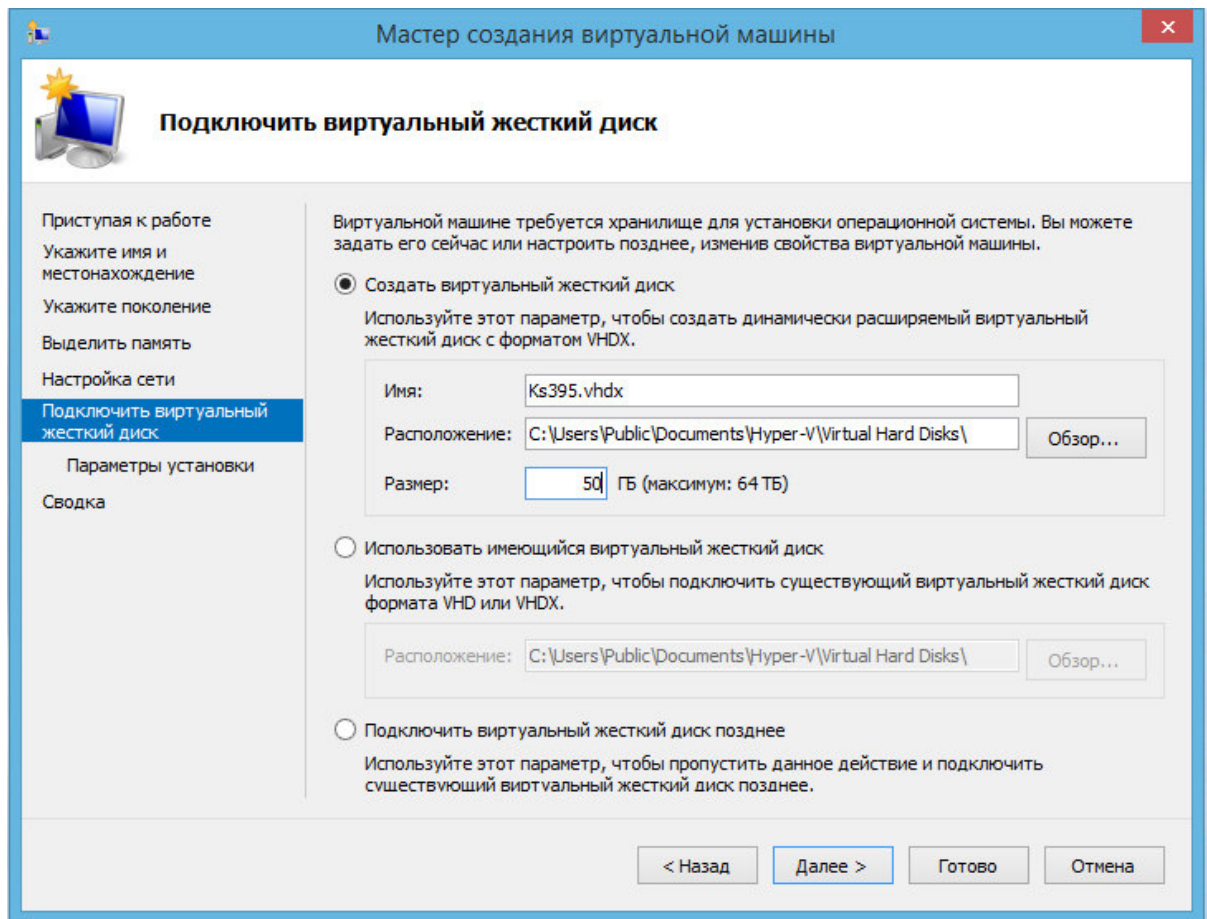 Мастер создания виртуальной машины
Подключить виртуальный жесткий диск
Приступая к работе
Укажите имя и
местонахождение
Укажите поколение
Выделить память
Настройка сети
Подключить виртуальный
жесткий диск
Параметры установки
Сводка
Виртуальной машине требуется хранилище для установки операционной системы. Вы можете
задать его сейчас или настроить позднее, изменив свойства виртуальной машины.
Создать виртуальный жесткий диск
Используйте этот параметр, чтобы создать динамически расширяемый виртуальный
жесткий диск с форматом VHDX.
Имя: Ks395.vhdx
Расположение: C:\Users\Public\Documents\Hyper-V\Virtual Hard Disks\ Обзор...
Размер: 50 ГБ (максимум: 64 ТБ)
Использовать имеющийся виртуальный жесткий диск
Используйте этот параметр, чтобы подключить существующий виртуальный жесткий диск
формата VHD или VHDX.
Расположение: C:\Users\Public\Documents\Hyper-V\Virtual Hard Disks\ Обзор...
Подключить виртуальный жесткий диск позднее
Используйте этот параметр, чтобы пропустить данное действие и подключить
существующий виртуальный жесткий диск позднее.
< Назад Далее > Готово Отмена